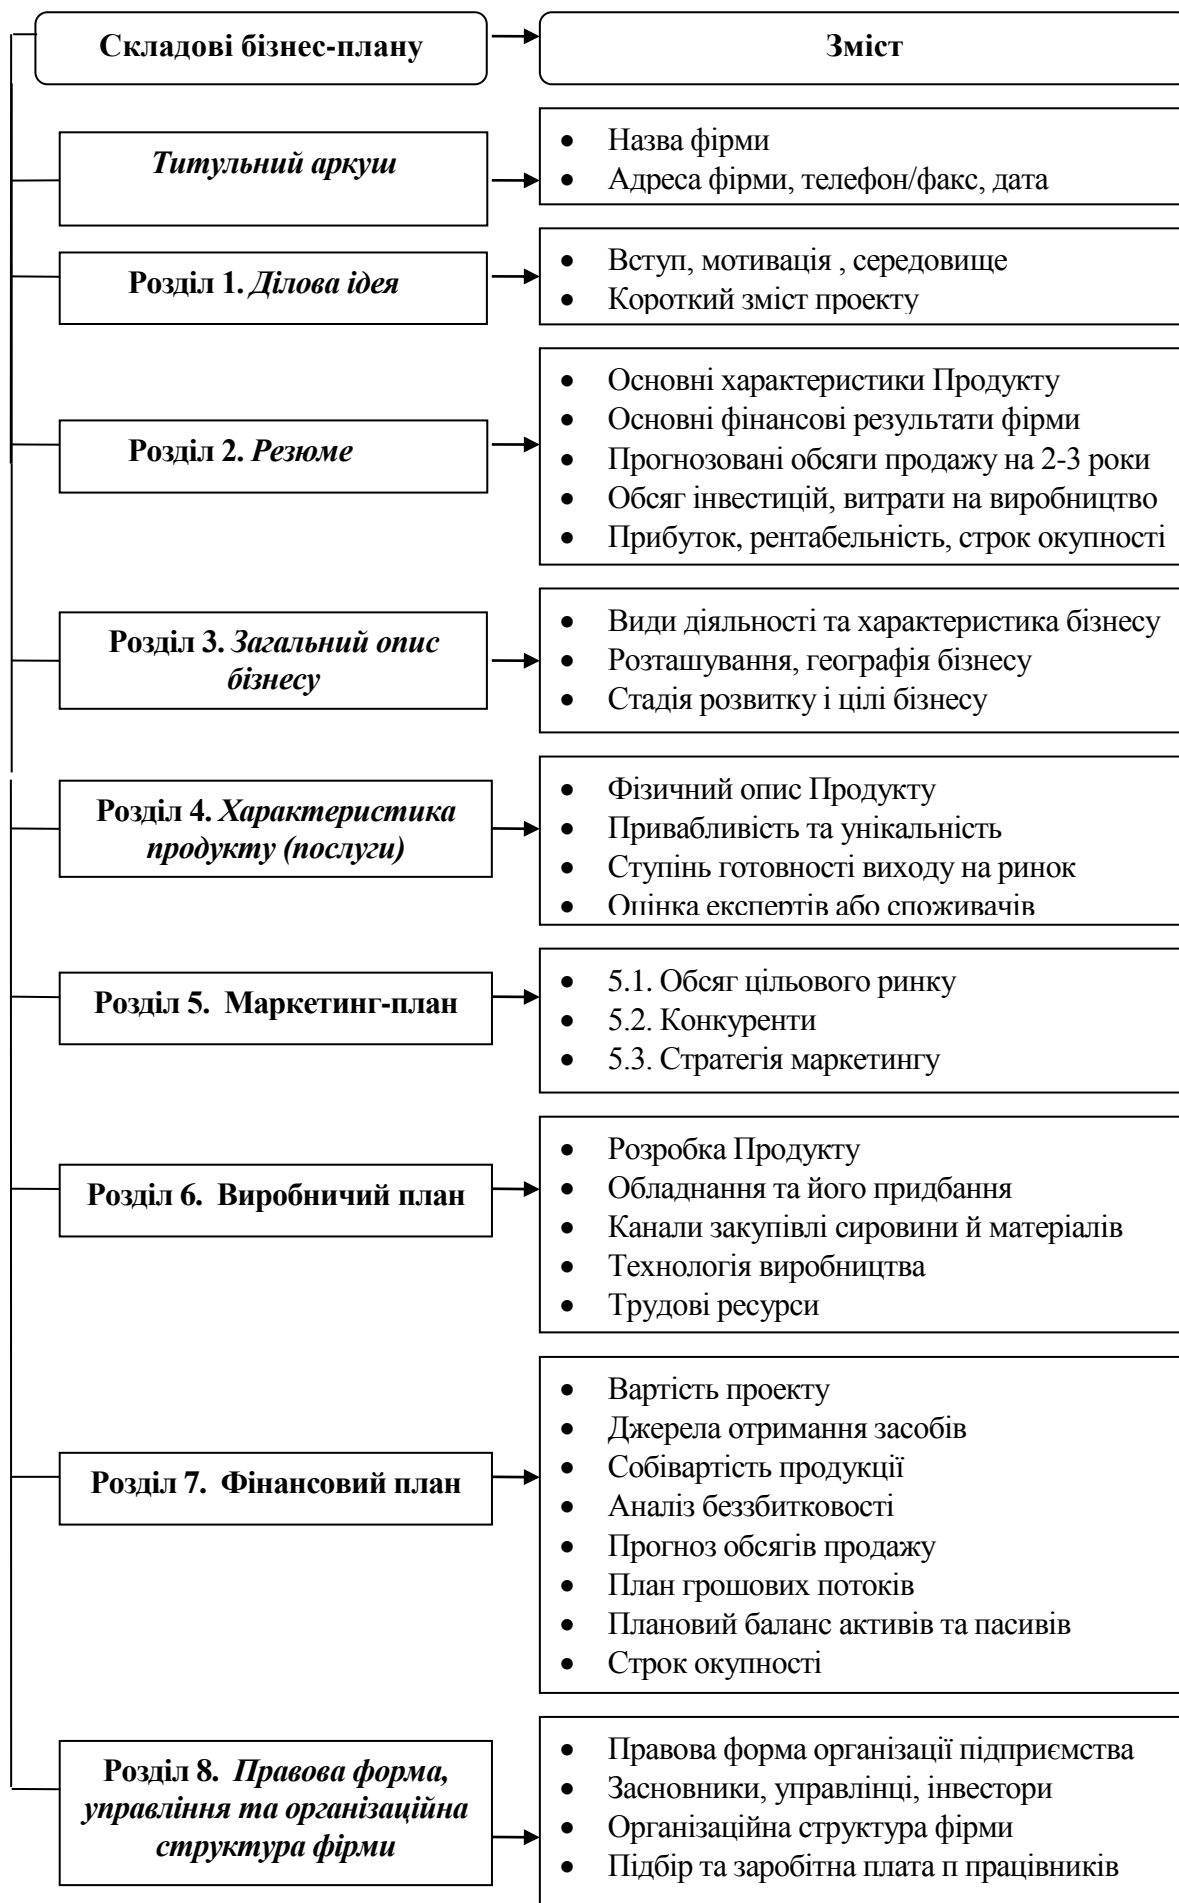 Складові бізнес-плану
Зміст
Титульний аркуш
• Назва фірми
• Адреса фірми, телефон/факс, дата
Розділ 1. Ділова ідея
• Вступ, мотивація , середовище
• Короткий зміст проекту
Розділ 2. Резюме
• Основні характеристики Продукту
• Основні фінансові результати фірми
• Прогнозовані обсяги продажу на 2-3 роки
• Обсяг інвестицій, витрати на виробництво
• Прибуток, рентабельність, строк окупності
Розділ 3. Загальний опис
бізнесу
• Види діяльності та характеристика бізнесу
• Розташування, географія бізнесу
• Стадія розвитку і цілі бізнесу
Розділ 4. Характеристика
продукту (послуги)
• Фізичний опис Продукту
• Привабливість та унікальність
• Ступінь готовності виходу на ринок
• Оцінка експертів або споживачів
Розділ 5. Маркетинг-план
• 5.1. Обсяг цільового ринку
• 5.2. Конкуренти
• 5.3. Стратегія маркетингу
Розділ 6. Виробничий план
• Розробка Продукту
• Обладнання та його придбання
• Канали закупівлі сировини й матеріалів
• Технологія виробництва
• Трудові ресурси
Розділ 7. Фінансовий план
• Вартість проекту
• Джерела отримання засобів
• Собівартість продукції
• Аналіз беззбитковості
• Прогноз обсягів продажу
• План грошових потоків
• Плановий баланс активів та пасивів
• Строк окупності
Розділ 8. Правова форма,
управління та організаційна
структура фірми
• Правова форма організації підприємства
• Засновники, управлінці, інвестори
• Організаційна структура фірми
• Підбір та заробітна плата п працівників